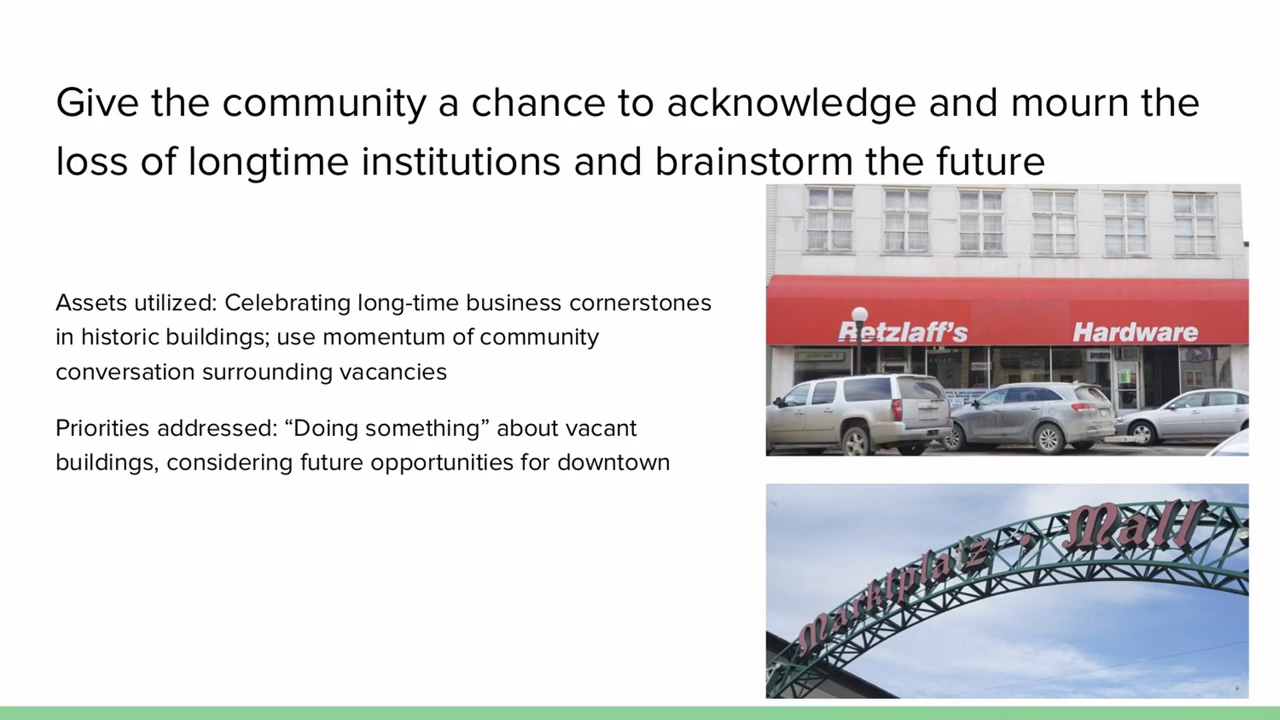 Give the community a chance to acknowledge and mourn the
loss of longtime institutions and brainstorm the future
Assets utilized: Celebrating long-time business cornerstones
in historic buildings; use momentum of community
conversation surrounding vacancies
Priorities addressed: “Doing something” about vacant
buildings, considering future opportunities for downtown
Retzlaff's Hardware
Marktplatz · Mall